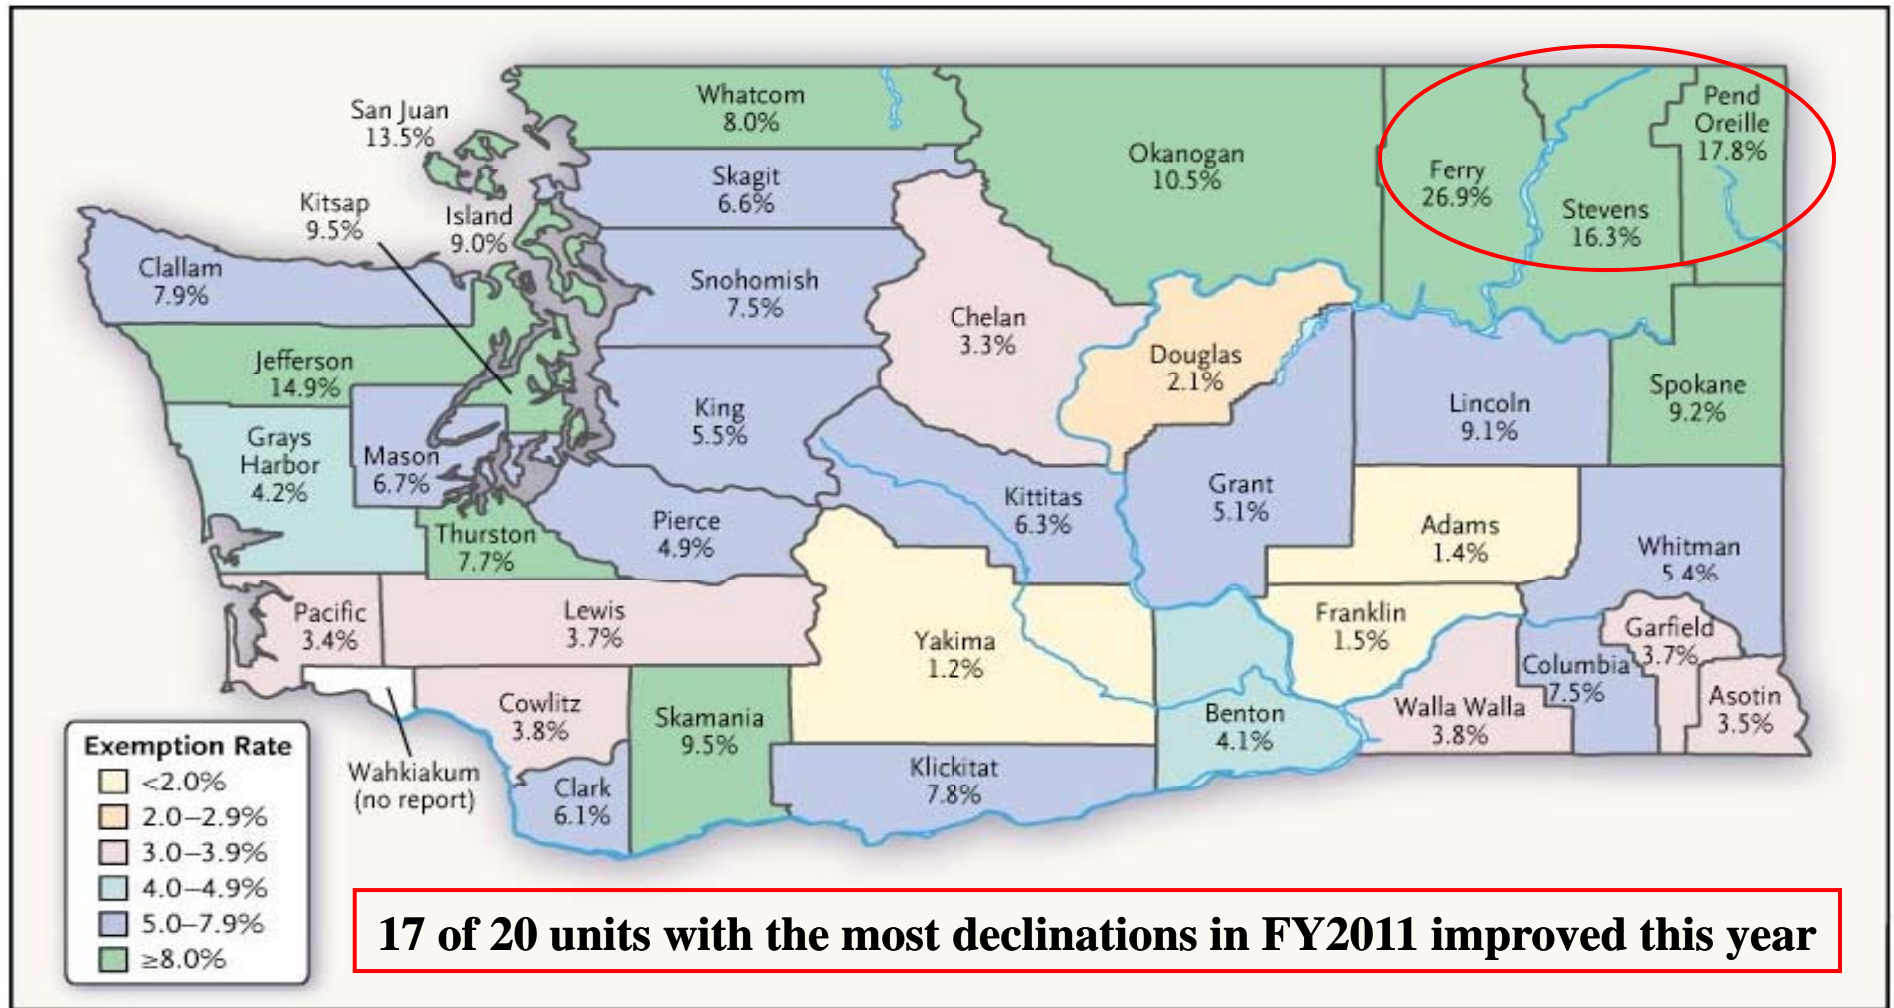 San Juan
13.5%
Whatcom
8.0%
Skagit
6.6%
Kitsap
9.5%
Island
9.0%
Okanogan
10.5%
Ferry
26.9%
Stevens
16.3%
Pend
Oreille
17.8%
Clallam
7.9%
Snohomish
7.5%
Chelan
3.3%
Douglas
2.1%
Jefferson
14.9%
King
5.5%
Lincoln
9.1%
Spokane
9.2%
Grays
Harbor
4.2%
Mason
6.7%
Kittitas
6.3%
Grant
5.1%
Adams
1.4%
Whitman
5.4%
Thurston
7.7%
Pierce
4.9%
Pacific
3.4%
Lewis
3.7%
Yakima
1.2%
Franklin
1.5%
Garfield
3.7%
Columbia
7.5%
Asotin
3.5%
Cowlitz
3.8%
Skamania
9.5%
Benton
4.1%
Walla Walla
3.8%
Wahkiakum
(no report)
Clark
6.1%
Klickitat
7.8%
Exemption Rate
<2.0%
2.0–2.9%
3.0–3.9%
4.0–4.9%
5.0–7.9%
≥8.0%
17 of 20 units with the most declinations in FY2011 improved this year